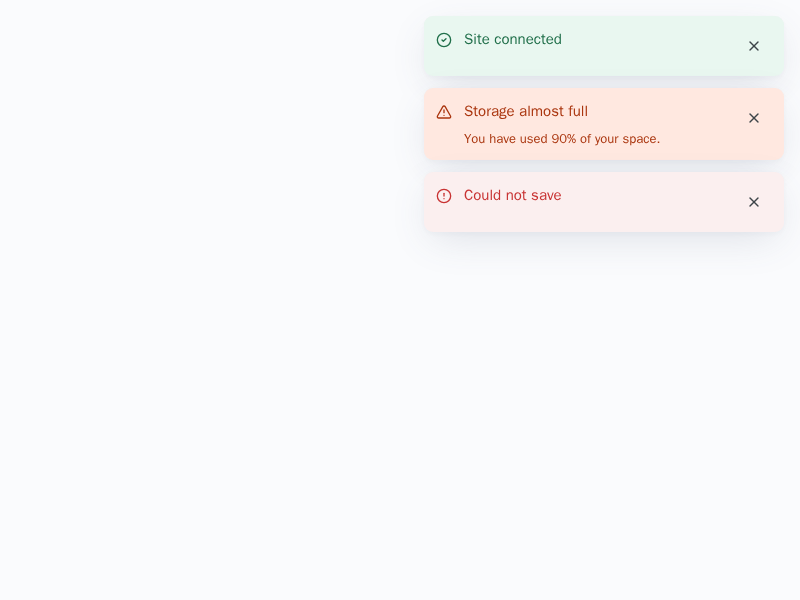 Site connected
Storage almost full
You have used 90% of your space.
Could not save